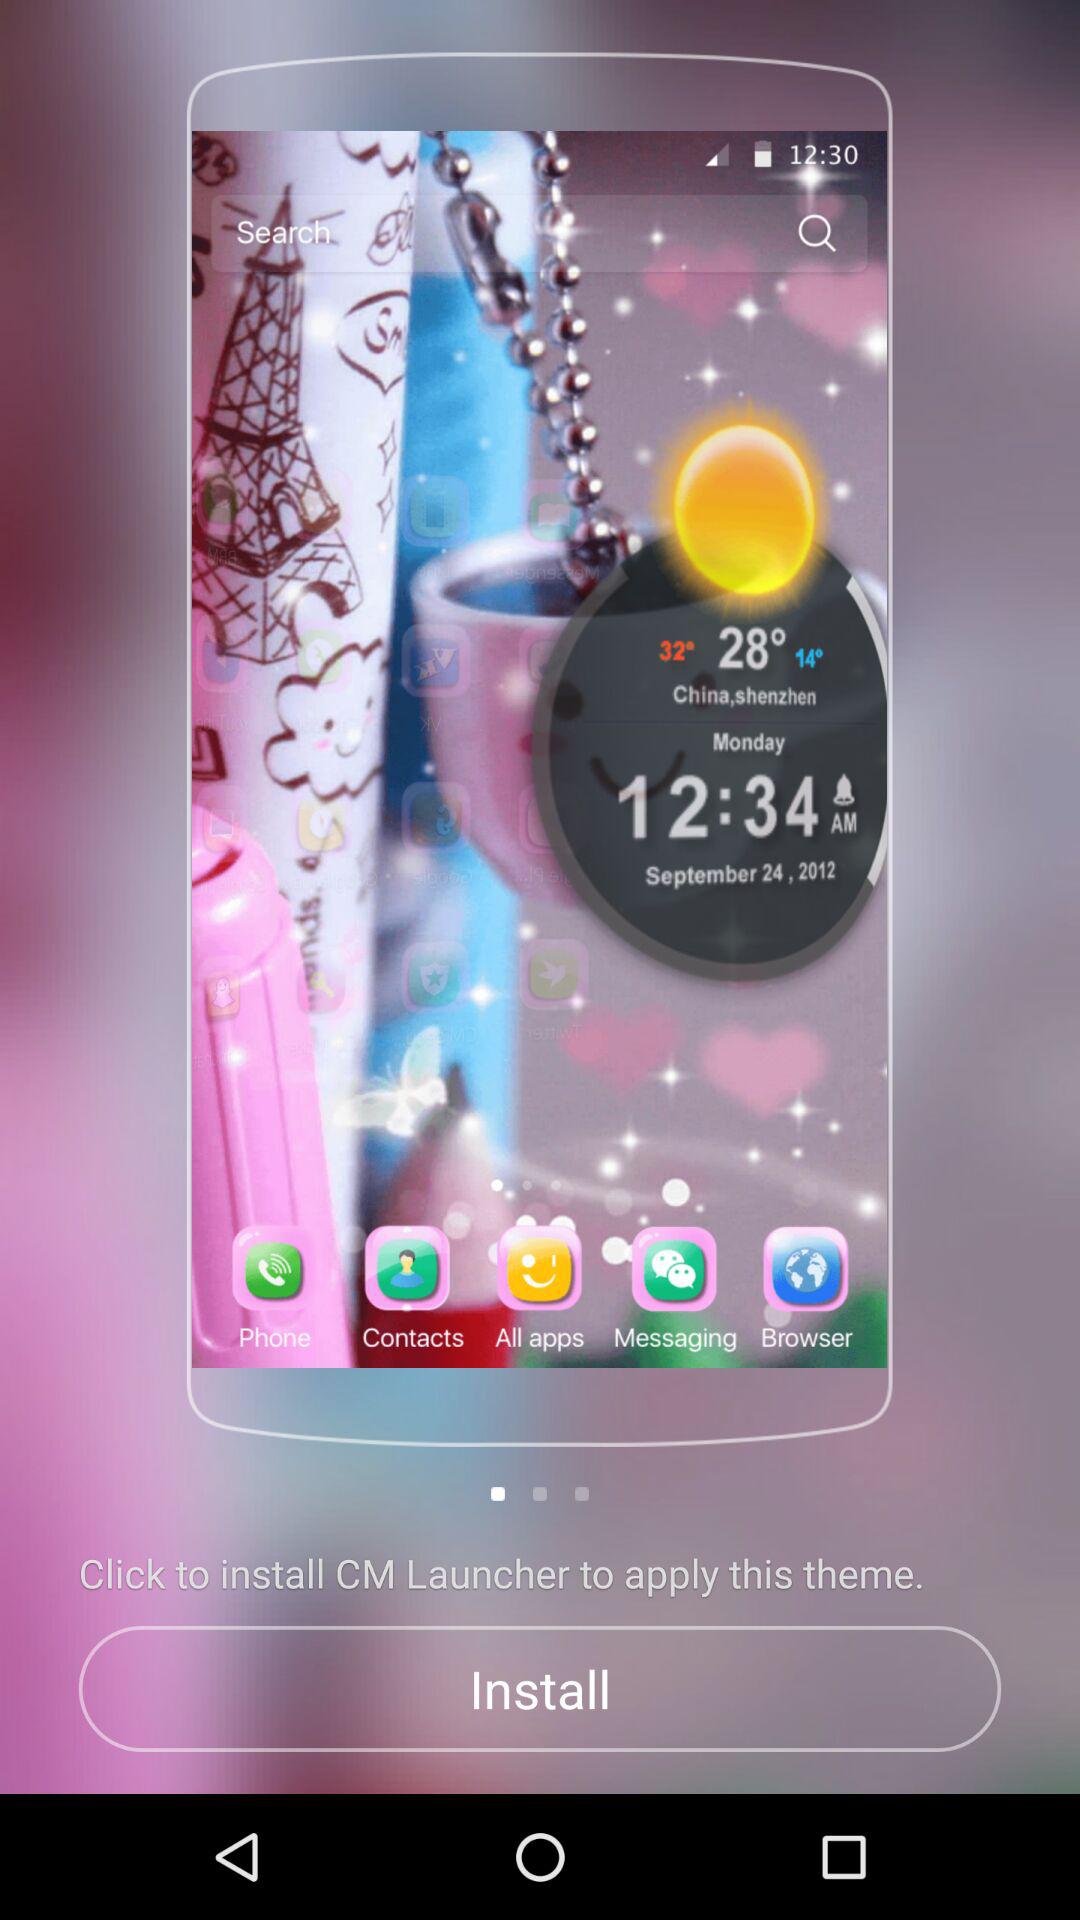 12:30
Search
32° 28° 14°
China,shenzhen
Monday
12:34 AM
September 24 , 2012
Phone Contacts All apps Messaging Browser
Click to install CM Launcher to apply this theme.
Install